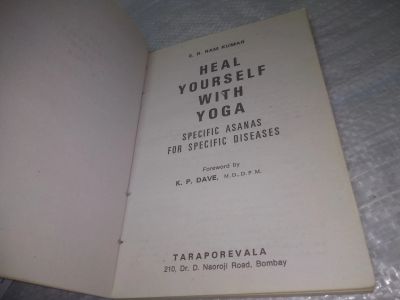 S. R. RAM KUMAR
HEAL
YOURSELF
WITH
YOGA
SPECIFIC ASANAS
FOR SPECIFIC DISEASES
Foreword by
K. P. DAVE, M.D., D.P.M.
TARAPOREVALA
210, Dr. D. Naoroji Road, Bombay